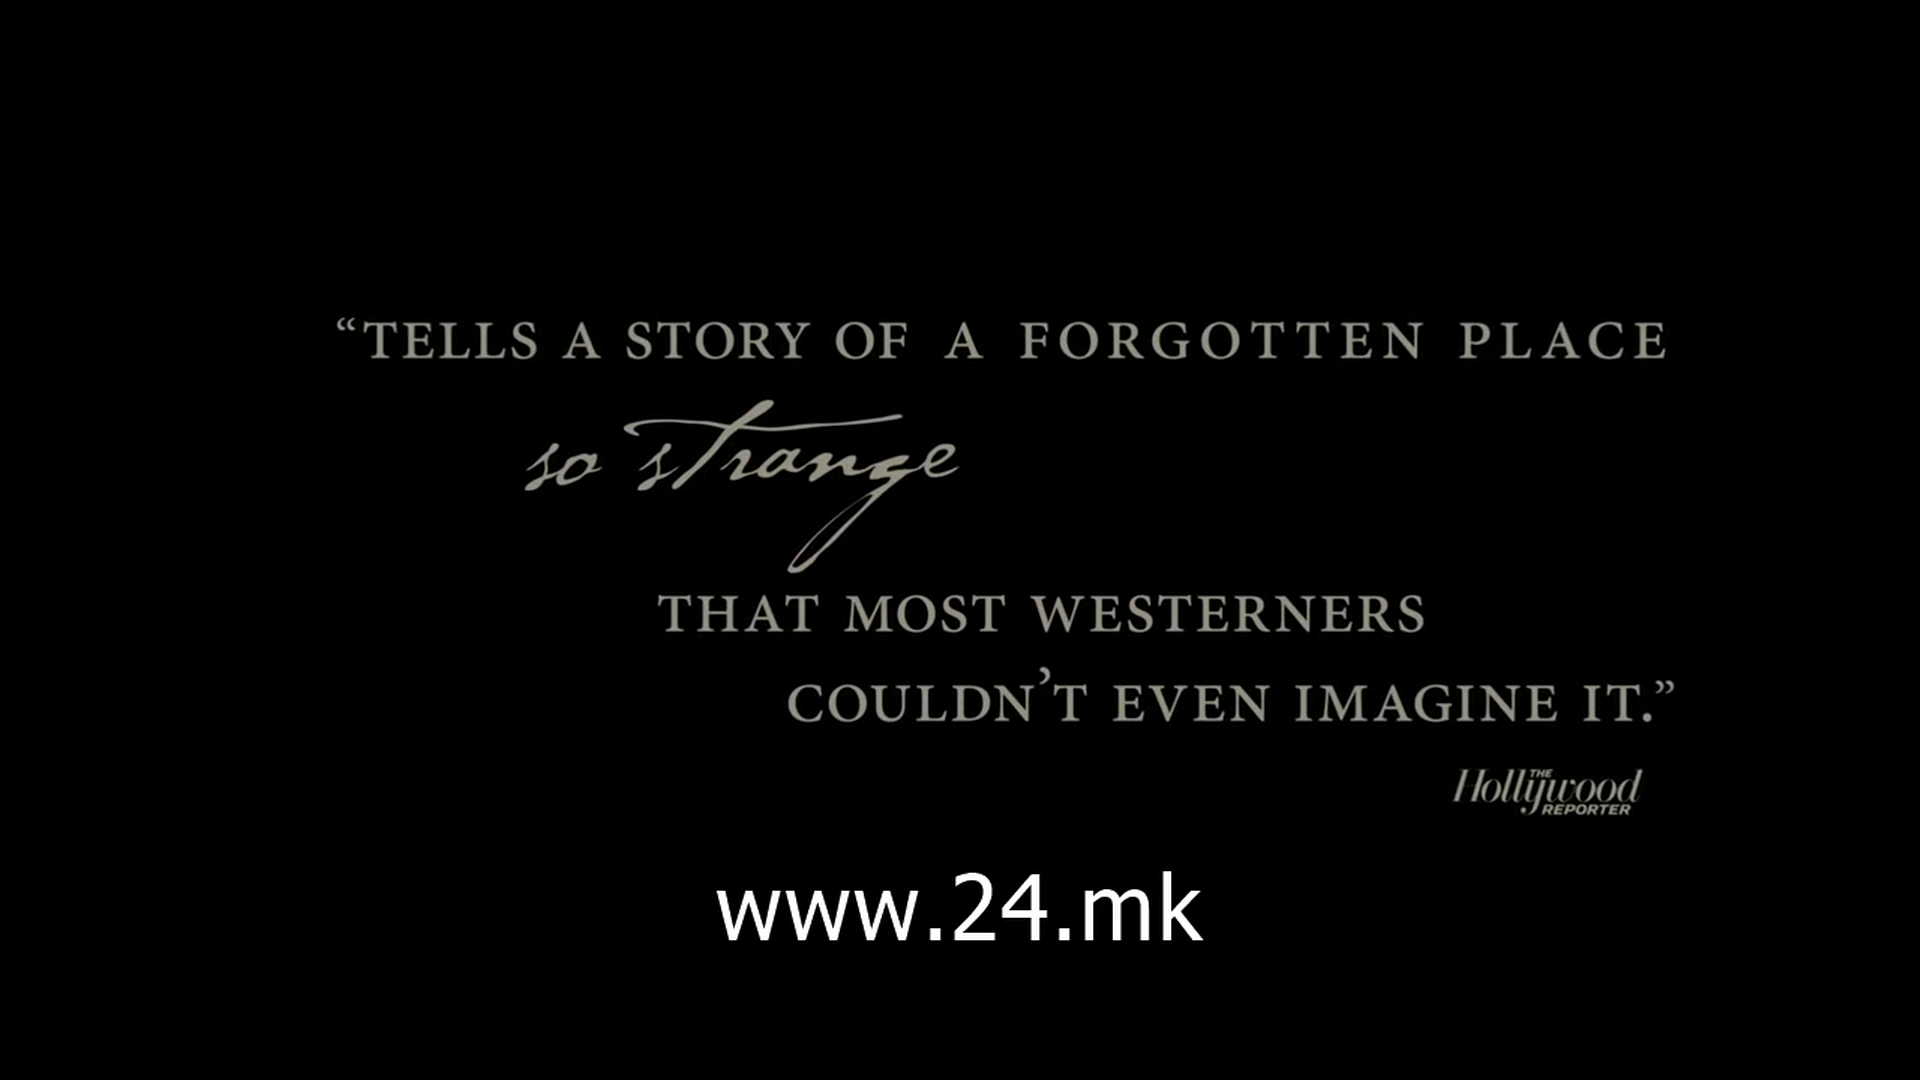 “TELLS A STORY OF A FORGOTTEN PLACE
so strange
THAT MOST WESTERNERS
COULDN’T EVEN IMAGINE IT.”
THE
Hollywood
REPORTER
www.24.mk